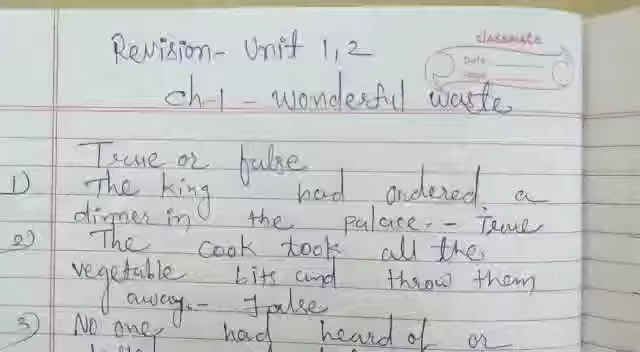 classmate
Date
Revision - Unit 1,2
Ch-1 - Wonderful waste
True or false
1) The king had ordered a
dinner in the palace. - True
2) The cook took all the
vegetable bits and throw them
away. - False
3) No one had heard of or